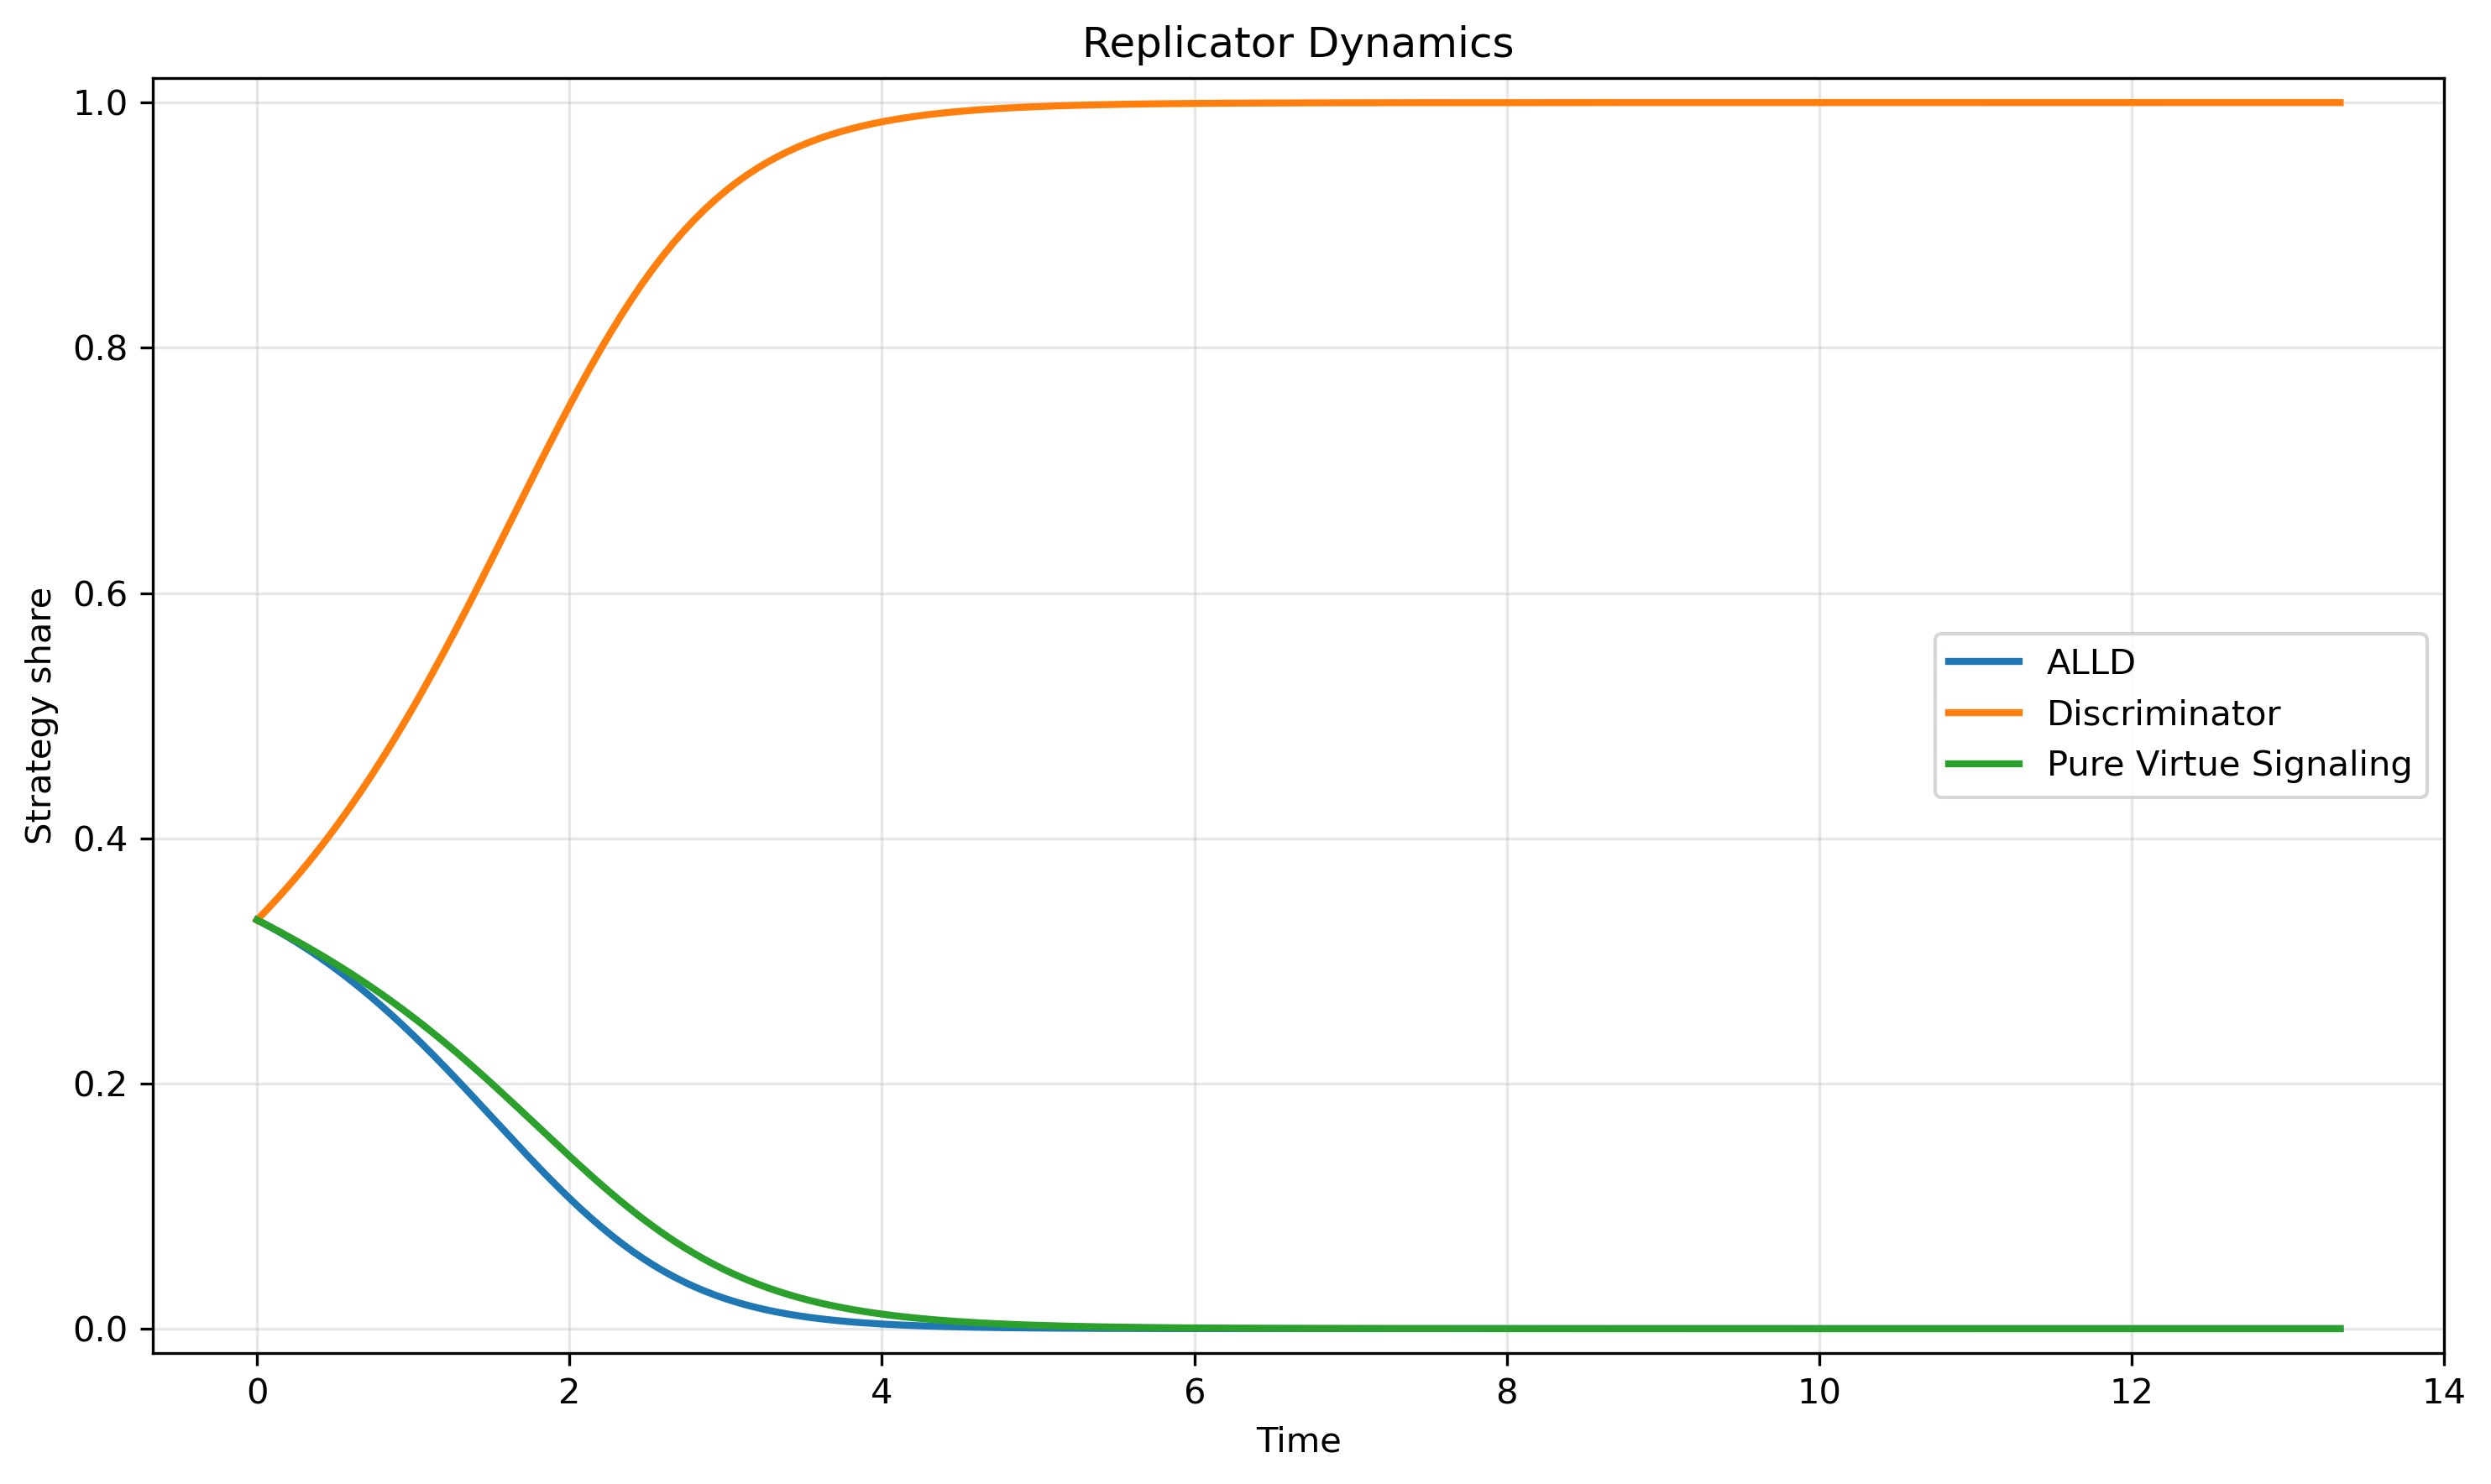 Replicator Dynamics
Strategy share
1.0
0.8
0.6
0.4
0.2
0.0
ALLD
Discriminator
Pure Virtue Signaling
0 2 4 6 8 10 12 14
Time